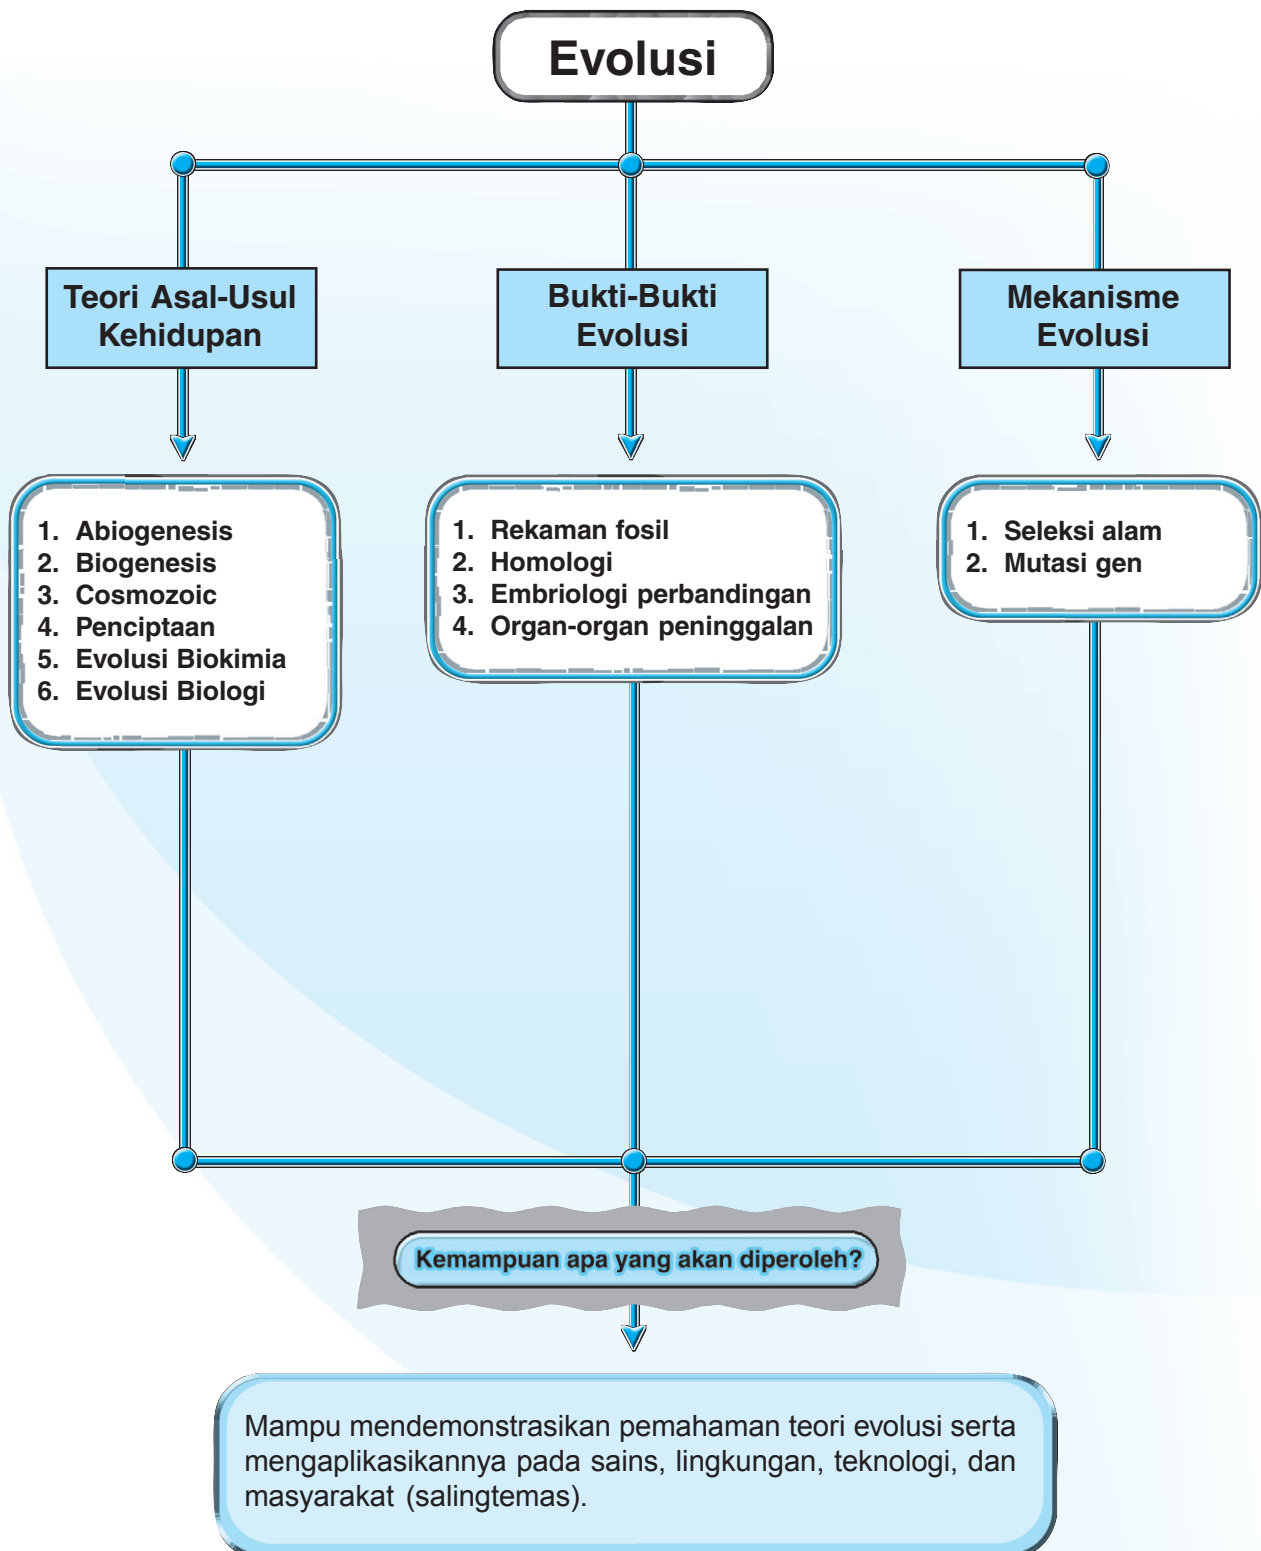 Evolusi
Teori Asal-Usul
Kehidupan
Bukti-Bukti
Evolusi
Mekanisme
Evolusi
1. Abiogenesis
2. Biogenesis
3. Cosmozoic
4. Penciptaan
5. Evolusi Biokimia
6. Evolusi Biologi
1. Rekaman fosil
2. Homologi
3. Embriologi perbandingan
4. Organ-organ peninggalan
1. Seleksi alam
2. Mutasi gen
Kemampuan apa yang akan diperoleh?
Mampu mendemonstrasikan pemahaman teori evolusi serta
mengaplikasikannya pada sains, lingkungan, teknologi, dan
masyarakat (salingtemas).